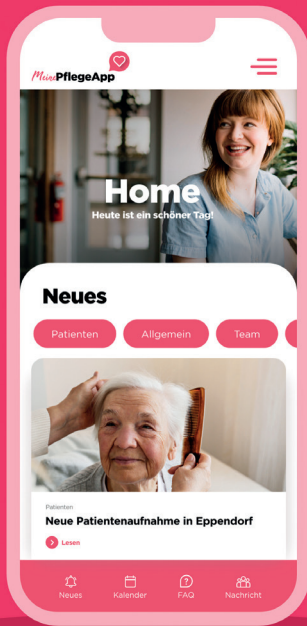 MeinePflegeApp
Home
Heute ist ein schöner Tag!
Neues
Patienten
Allgemein
Team
Patienten
Neue Patientenaufnahme in Eppendorf
Lesen
Neues
Kalender
FAQ
Nachricht